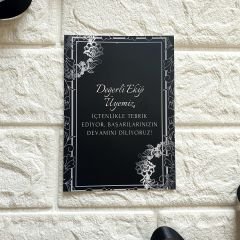 Değerli Ekip
Üyemiz,
İÇTENLİKLE TEBRİK
EDİYOR, BAŞARILARINIZIN
DEVAMINI DİLİYORUZ!